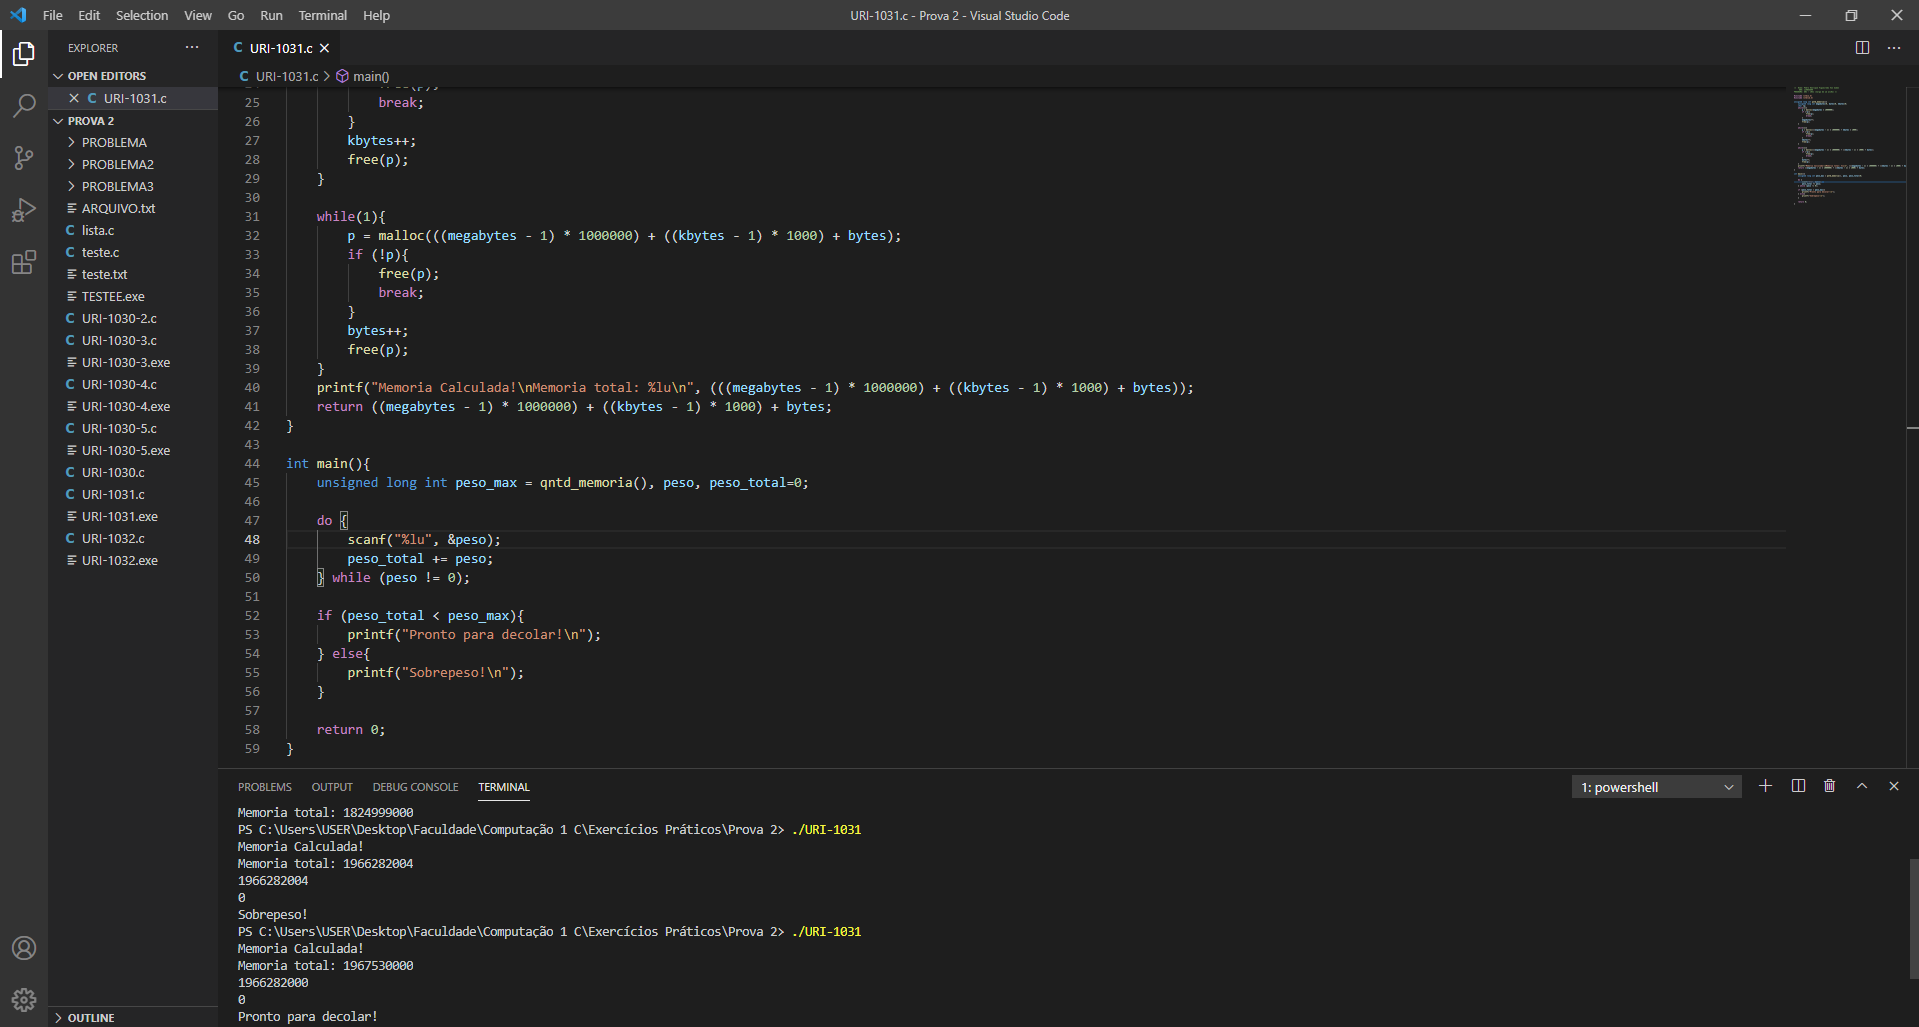 File Edit Selection View Go Run Terminal Help
URI-1031.c - Prova 2 - Visual Studio Code
EXPLORER
OPEN EDITORS
URI-1031.c
PROVA 2
PROBLEMA
PROBLEMA2
PROBLEMA3
ARQUIVO.txt
lista.c
teste.c
teste.txt
TESTEE.exe
URI-1030-2.c
URI-1030-3.c
URI-1030-3.exe
URI-1030-4.c
URI-1030-4.exe
URI-1030-5.c
URI-1030-5.exe
URI-1030.c
URI-1031.c
URI-1031.exe
URI-1032.c
URI-1032.exe
OUTLINE
C URI-1031.c
C URI-1031.c > main()
25 break;
26 }
27 kbytes++;
28 free(p);
29 }
30
31 while(1){
32 p = malloc(((megabytes - 1) * 1000000) + ((kbytes - 1) * 1000) + bytes);
33 if (!p){
34 free(p);
35 break;
36 }
37 bytes++;
38 free(p);
39 }
40 printf("Memoria Calculada!\nMemoria total: %lu\n", (((megabytes - 1) * 1000000) + ((kbytes - 1) * 1000) + bytes));
41 return ((megabytes - 1) * 1000000) + ((kbytes - 1) * 1000) + bytes;
42 }
43
44 int main(){
45 unsigned long int peso_max = qntd_memoria(), peso, peso_total=0;
46
47 do {
48 scanf("%lu", &peso);
49 peso_total += peso;
50 } while (peso != 0);
51
52 if (peso_total < peso_max){
53 printf("Pronto para decolar!\n");
54 } else{
55 printf("Sobrepeso!\n");
56 }
57
58 return 0;
59 }
PROBLEMS OUTPUT DEBUG CONSOLE TERMINAL
1: powershell
Memoria total: 1824999000
PS C:\Users\USER\Desktop\Faculdade\Computação 1 C\Exercícios Práticos\Prova 2> ./URI-1031
Memoria Calculada!
Memoria total: 1966282004
1966282004
0
Sobrepeso!
PS C:\Users\USER\Desktop\Faculdade\Computação 1 C\Exercícios Práticos\Prova 2> ./URI-1031
Memoria Calculada!
Memoria total: 1967530000
1966282000
0
Pronto para decolar!